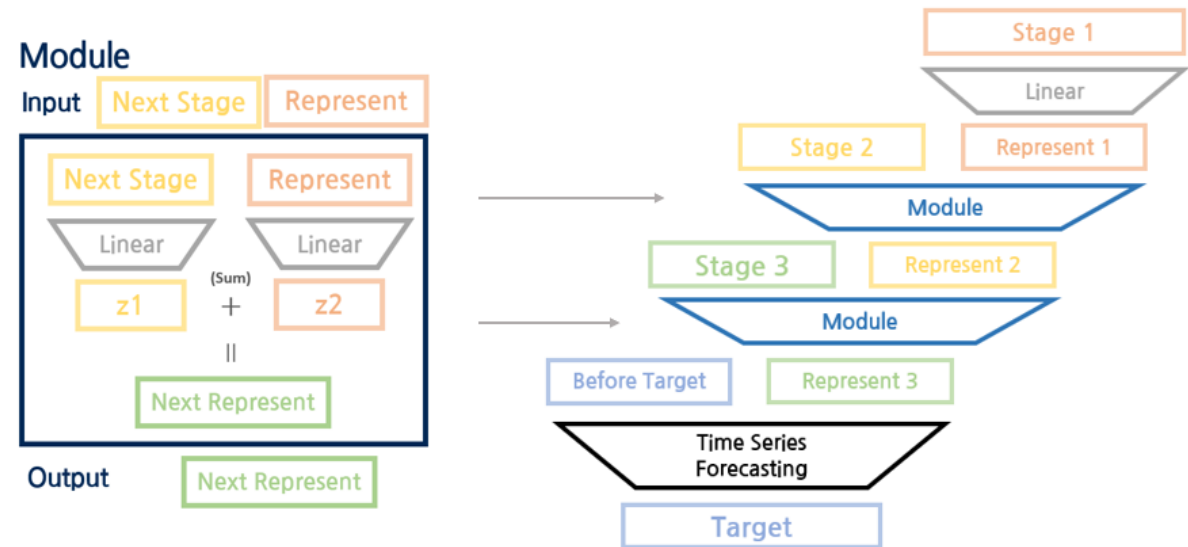 Module
Input Next Stage Represent
Next Stage Represent
Linear Linear
(Sum)
z1 + z2
=
Next Represent
Output Next Represent
Stage 1
Linear
Stage 2 Represent 1
Module
Stage 3 Represent 2
Module
Before Target Represent 3
Time Series
Forecasting
Target